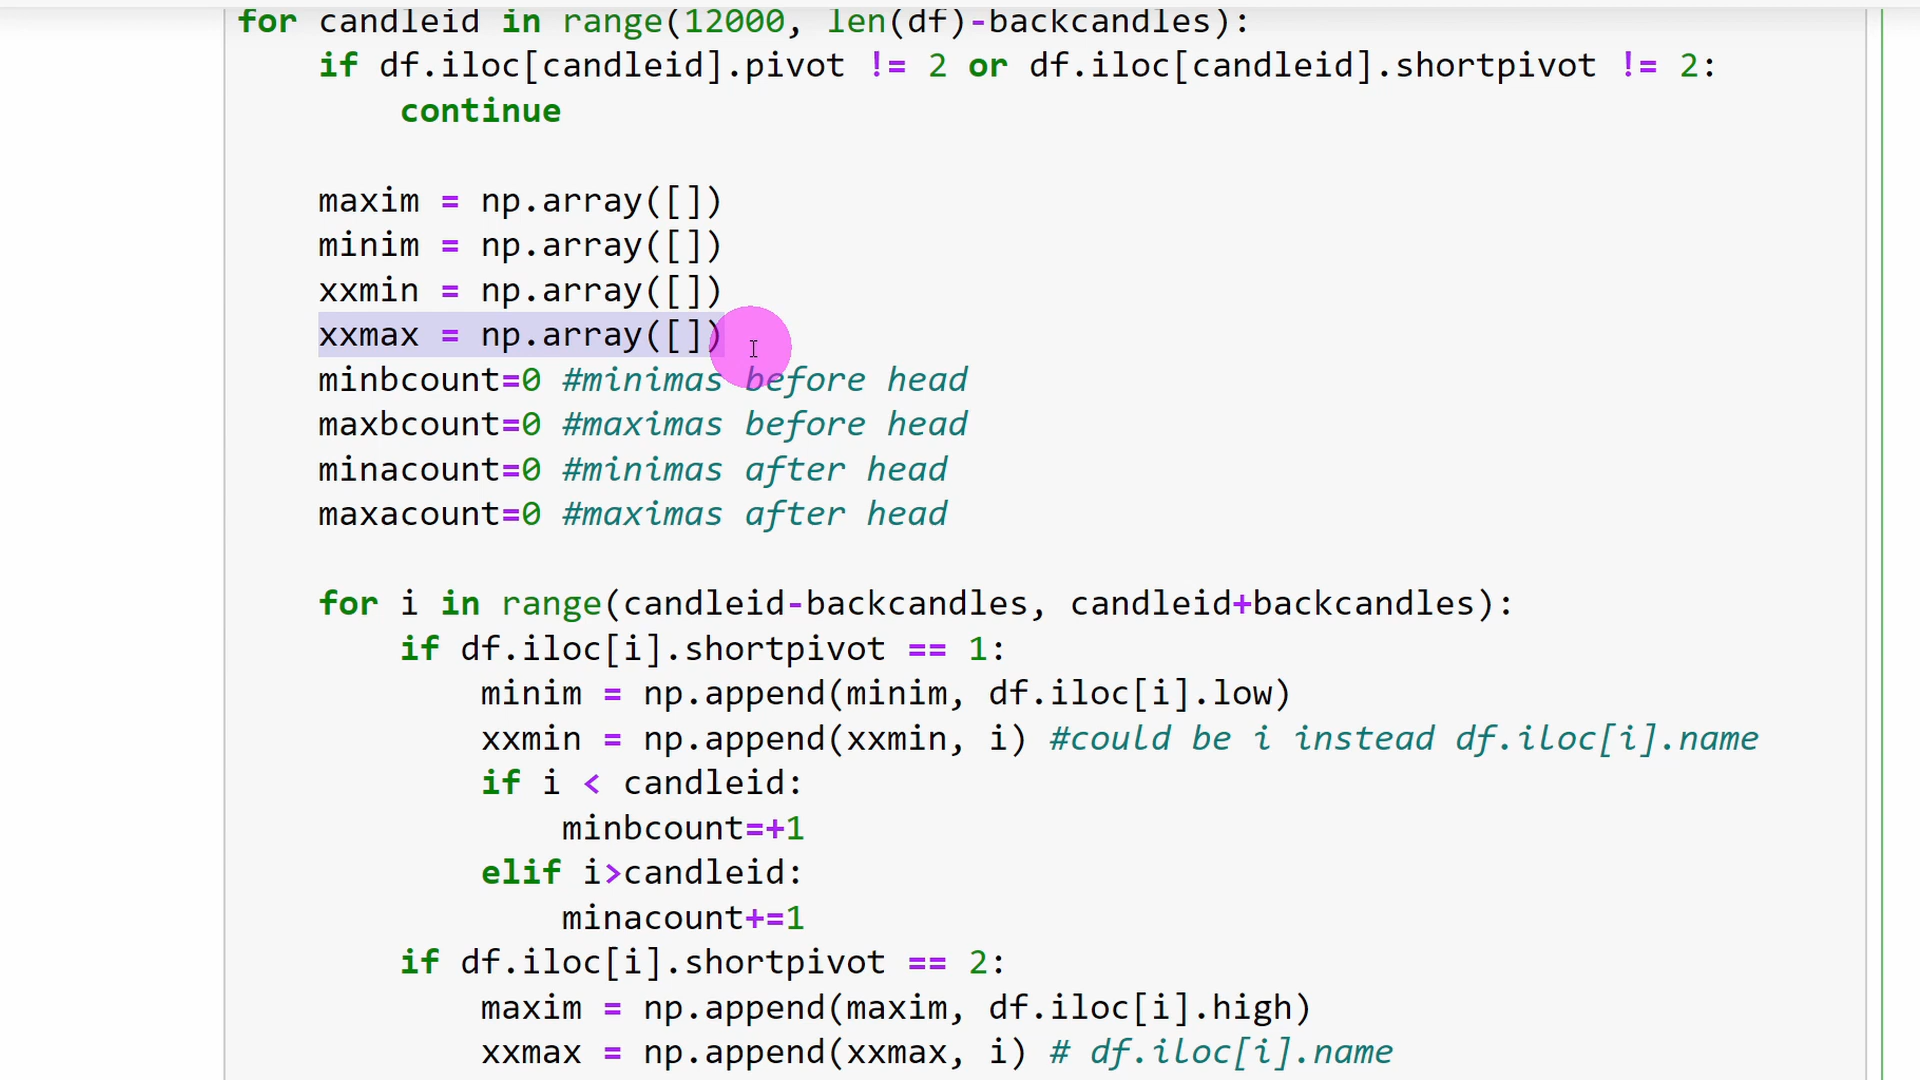 for candleid in range(12000, len(df)-backcandles):
if df.iloc[candleid].pivot != 2 or df.iloc[candleid].shortpivot != 2:
continue
maxim = np.array([])
minim = np.array([])
xxmin = np.array([])
xxmax = np.array([])
minbcount=0 #minimas before head
maxbcount=0 #maximas before head
minacount=0 #minimas after head
maxacount=0 #maximas after head
for i in range(candleid-backcandles, candleid+backcandles):
if df.iloc[i].shortpivot == 1:
minim = np.append(minim, df.iloc[i].low)
xxmin = np.append(xxmin, i) #could be i instead df.iloc[i].name
if i < candleid:
minbcount=+1
elif i>candleid:
minacount+=1
if df.iloc[i].shortpivot == 2:
maxim = np.append(maxim, df.iloc[i].high)
xxmax = np.append(xxmax, i) # df.iloc[i].name